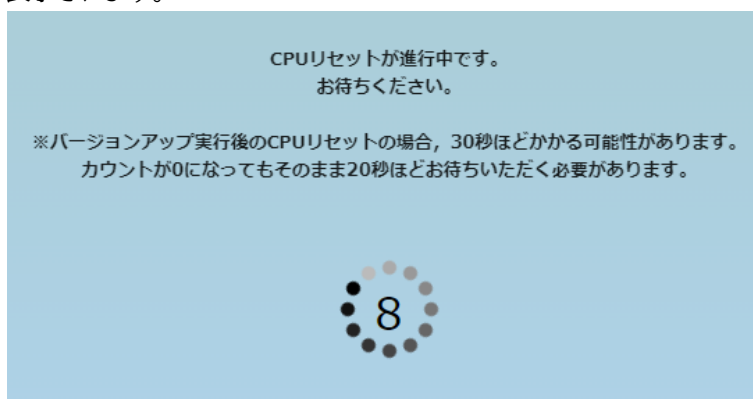 CPUリセットが進行中です。
お待ちください。
※バージョンアップ実行後のCPUリセットの場合，30秒ほどかかる可能性があります。
カウントが0になってもそのまま20秒ほどお待ちいただく必要があります。
8